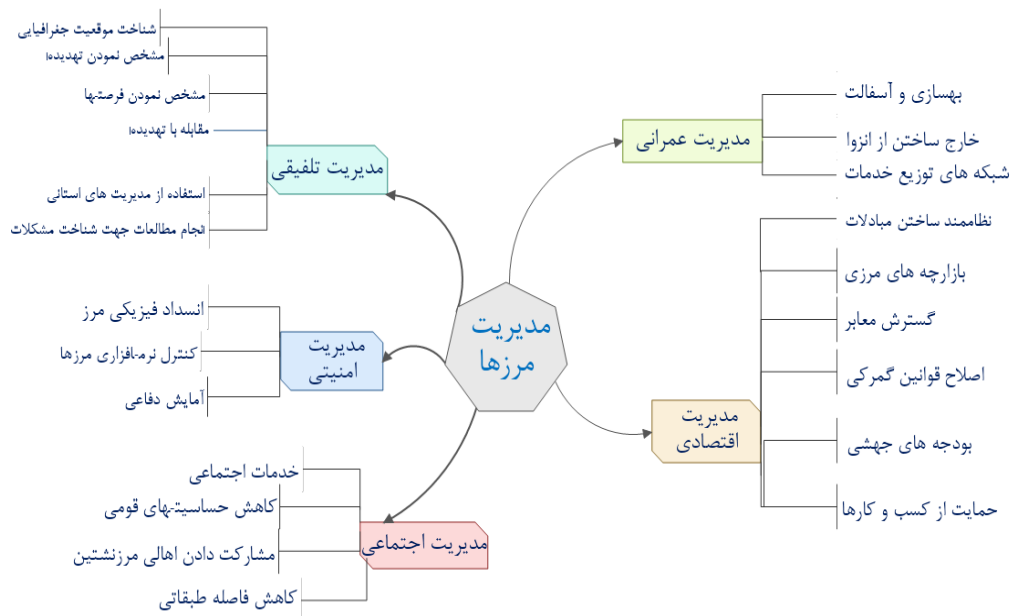 مدیریت
مرزها
مدیریت عمرانی
بهسازی و آسفالت
خارج ساختن از انزوا
شبکه های توزیع خدمات
مدیریت
اقتصادی
نظاممند ساختن مبادلات
بازارچه های مرزی
گسترش معابر
اصلاح قوانین گمرکی
بودجه های جهشی
حمایت از کسب و کارها
مدیریت تلفیقی
شناخت موقعیت جغرافیایی
مشخص نمودن تهدیدها
مشخص نمودن فرصت‌ها
مقابله با تهدیدها
استفاده از مدیریت های استانی
انجام مطالعات جهت شناخت مشکلات
مدیریت
امنیتی
انسداد فیزیکی مرز
کنترل نرم‌افزاری مرزها
آمایش دفاعی
مدیریت اجتماعی
خدمات اجتماعی
کاهش حساسیت‌های قومی
مشارکت دادن اهالی مرزنشتین
کاهش فاصله طبقاتی